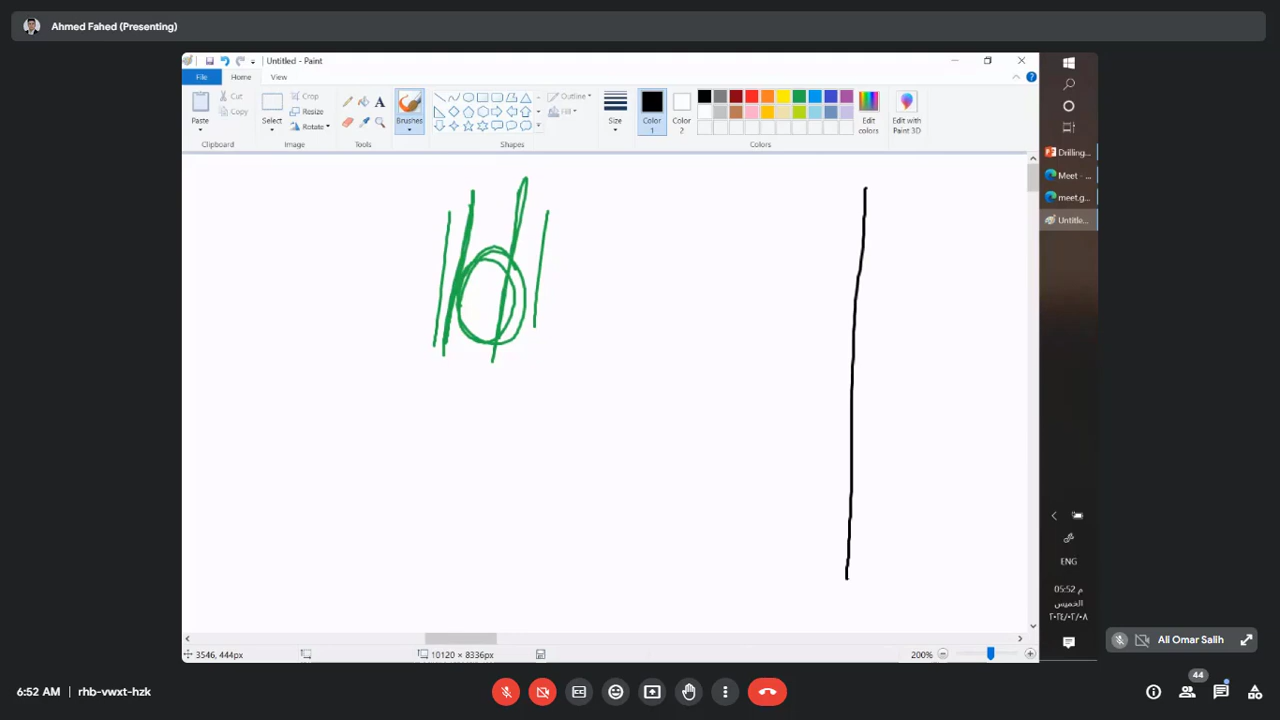 Ahmed Fahed (Presenting)
Untitled - Paint
File Home View
Paste Cut Copy
Clipboard
Select Crop Resize Rotate
Image
Tools
Brushes
Outline Fill
Shapes
Size
Color 1
Color 2
Edit colors
Edit with Paint 3D
Colors
Drilling...
Meet - ...
meet.g...
Untitle...
ENG
05:52 م
الخميس
٢٠٢٤/٠٢/٠٨
3546, 444px
10120 × 8336px
200%
Ali Omar Salih
6:52 AM | rhb-vwxt-hzk
44